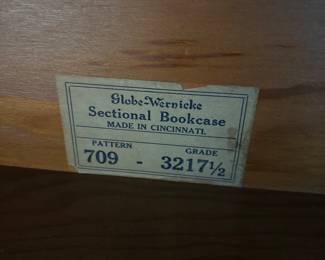 Globe-Wernicke
Sectional Bookcase
MADE IN CINCINNATI.
PATTERN GRADE
709 - 3217½